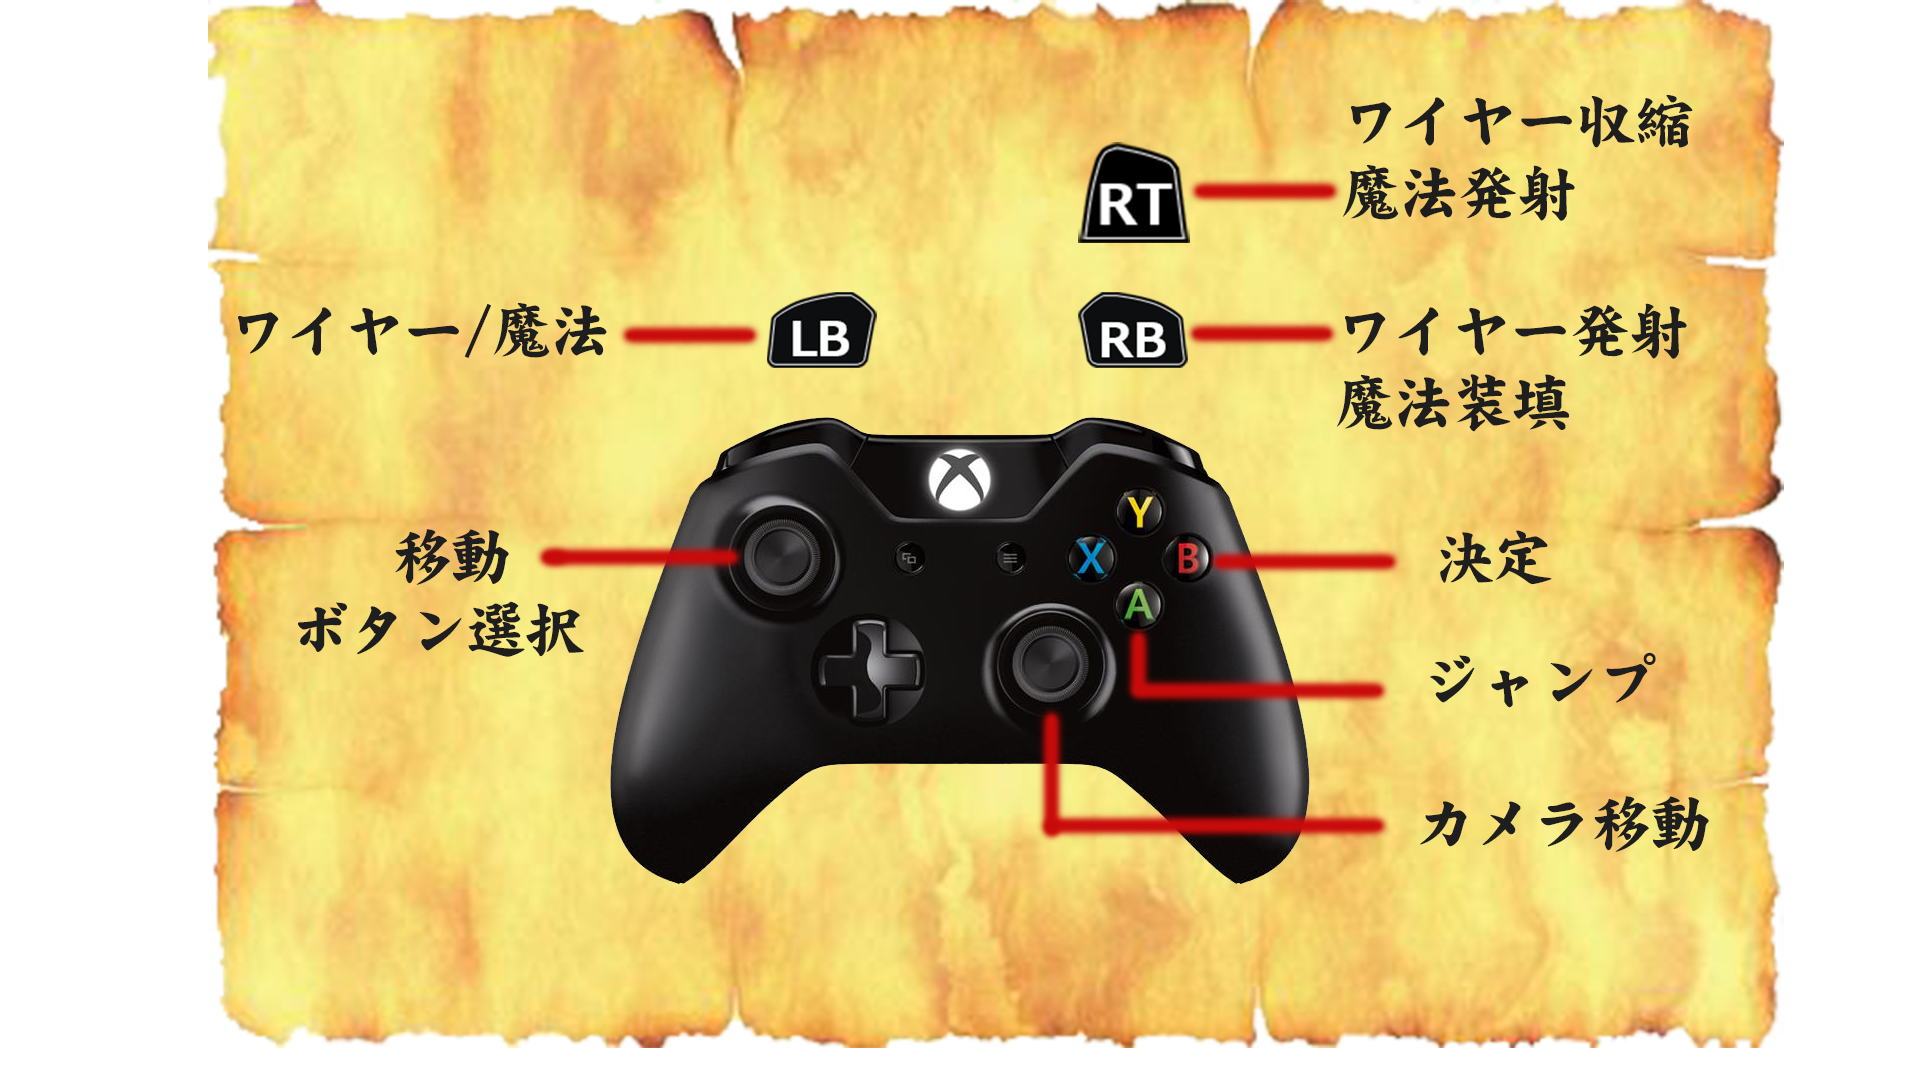 ワイヤー収縮
RT
魔法発射
ワイヤー/魔法
LB
RB
ワイヤー発射
魔法装填
Y
X
B
A
移動
ボタン選択
決定
ジャンプ
カメラ移動